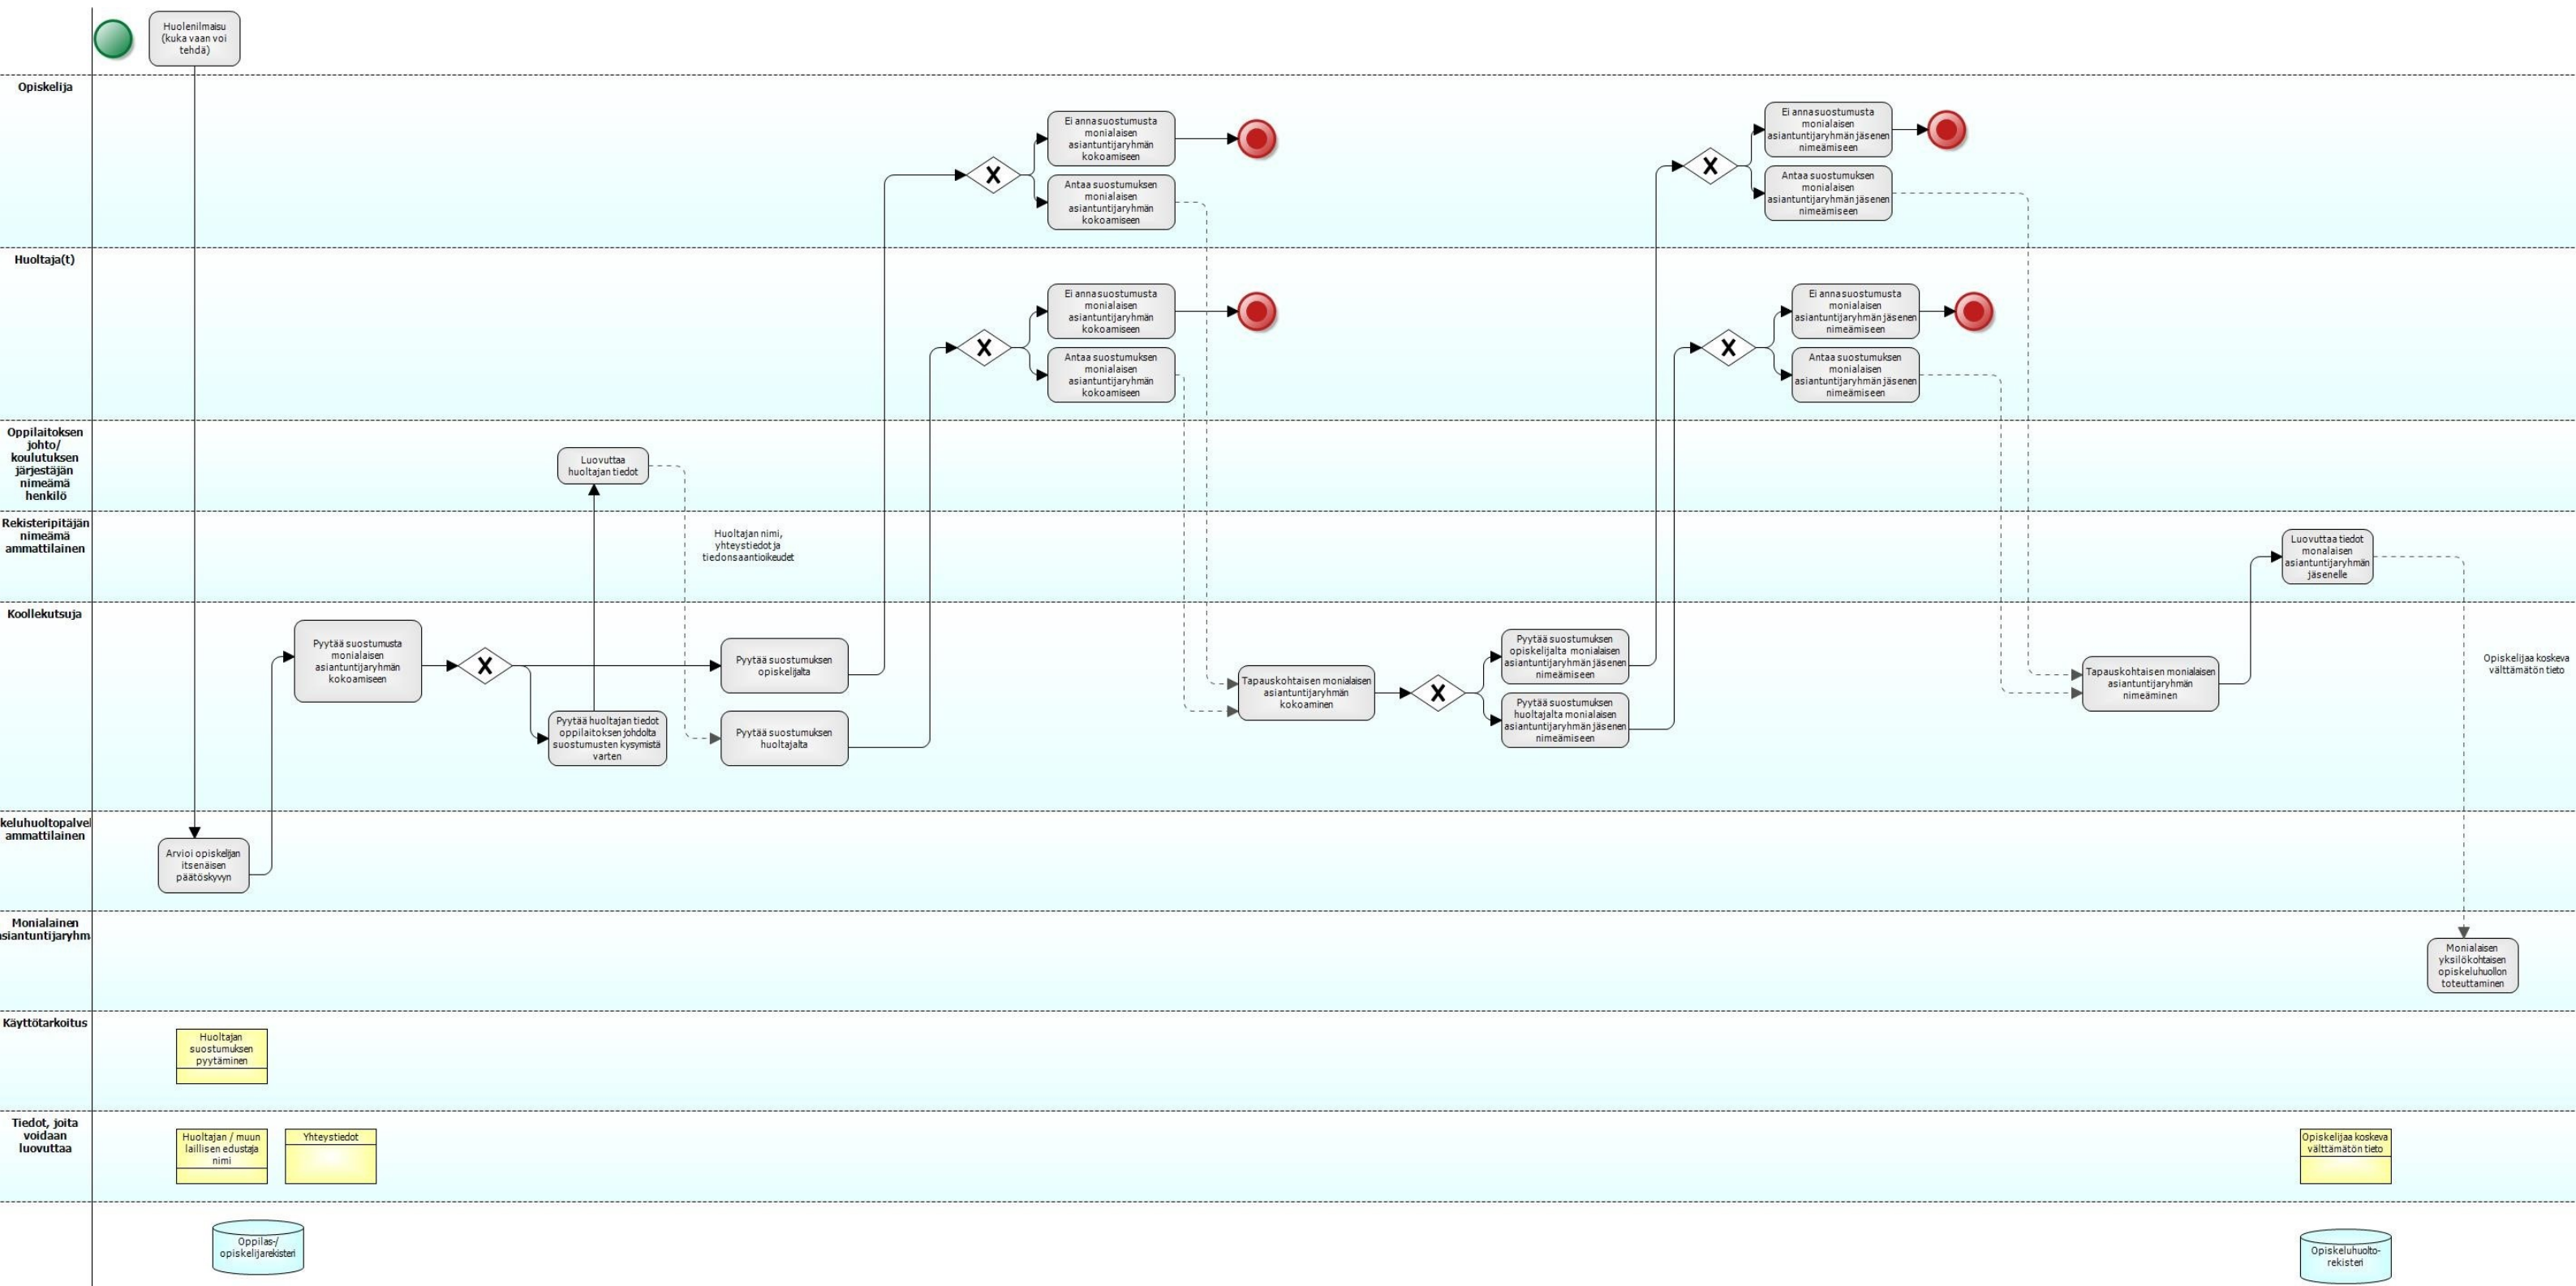 Huolenilmaisu
(kuka vaan voi
tehdä)
Opiskelija
Ei anna suostumusta
monialaisen
asiantuntijaryhmän
kokoamiseen
Antaa suostumuksen
monialaisen
asiantuntijaryhmän
kokoamiseen
Ei anna suostumusta
monialaisen
asiantuntijaryhmän jäsenen
nimeämiseen
Antaa suostumuksen
monialaisen
asiantuntijaryhmän jäsenen
nimeämiseen
Huoltaja(t)
Ei anna suostumusta
monialaisen
asiantuntijaryhmän
kokoamiseen
Antaa suostumuksen
monialaisen
asiantuntijaryhmän
kokoamiseen
Ei anna suostumusta
monialaisen
asiantuntijaryhmän jäsenen
nimeämiseen
Antaa suostumuksen
monialaisen
asiantuntijaryhmän jäsenen
nimeämiseen
Oppilaitoksen
johto/
koulutuksen
järjestäjän
nimeämä
henkilö
Luovuttaa
huoltajan tiedot
Rekisteripitäjän
nimeämä
ammattilainen
Huoltajan nimi,
yhteystiedot ja
tiedonsaantioikeudet
Luovuttaa tiedot
monalaisen
asiantuntijaryhmän
jäsenelle
Koollekutsuja
Pyytää suostumusta
monialaisen
asiantuntijaryhmän
kokoamiseen
Pyytää huoltajan tiedot
oppilaitoksen johdolta
suostumusten kysymistä
varten
Pyytää suostumuksen
opiskelijalta
Pyytää suostumuksen
huoltajalta
Tapauskohtaisen monialaisen
asiantuntijaryhmän
kokoaminen
Pyytää suostumuksen
opiskelijalta monialaisen
asiantuntijaryhmän jäsenen
nimeämiseen
Pyytää suostumuksen
huoltajalta monialaisen
asiantuntijaryhmän jäsenen
nimeämiseen
Tapauskohtaisen monialaisen
asiantuntijaryhmän
nimeäminen
Opiskelijaa koskeva
välttämätön tieto
keluhuoltopalvel
ammattilainen
Arvioi opiskelijan
itsenäisen
päätöskyvyn
Monialainen
asiantuntijaryhm
Monialaisen
yksilökohtaisen
opiskeluhuollon
toteuttaminen
Käyttötarkoitus
Huoltajan
suostumuksen
pyytäminen
Tiedot, joita
voidaan
luovuttaa
Huoltajan / muun
laillisen edustaja
nimi
Yhteystiedot
Opiskelijaa koskeva
välttämätön tieto
Oppilas-/
opiskelijarekisteri
Opiskeluhuolto-
rekisteri